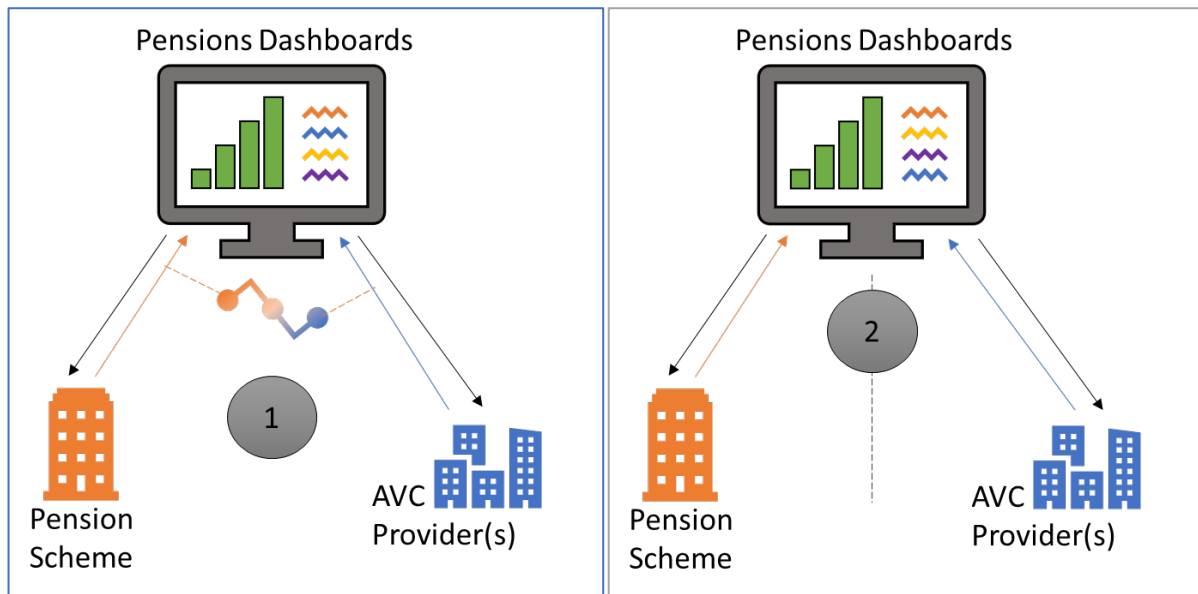 Pensions Dashboards
1
Pension
Scheme
AVC
Provider(s)
Pensions Dashboards
2
Pension
Scheme
AVC
Provider(s)